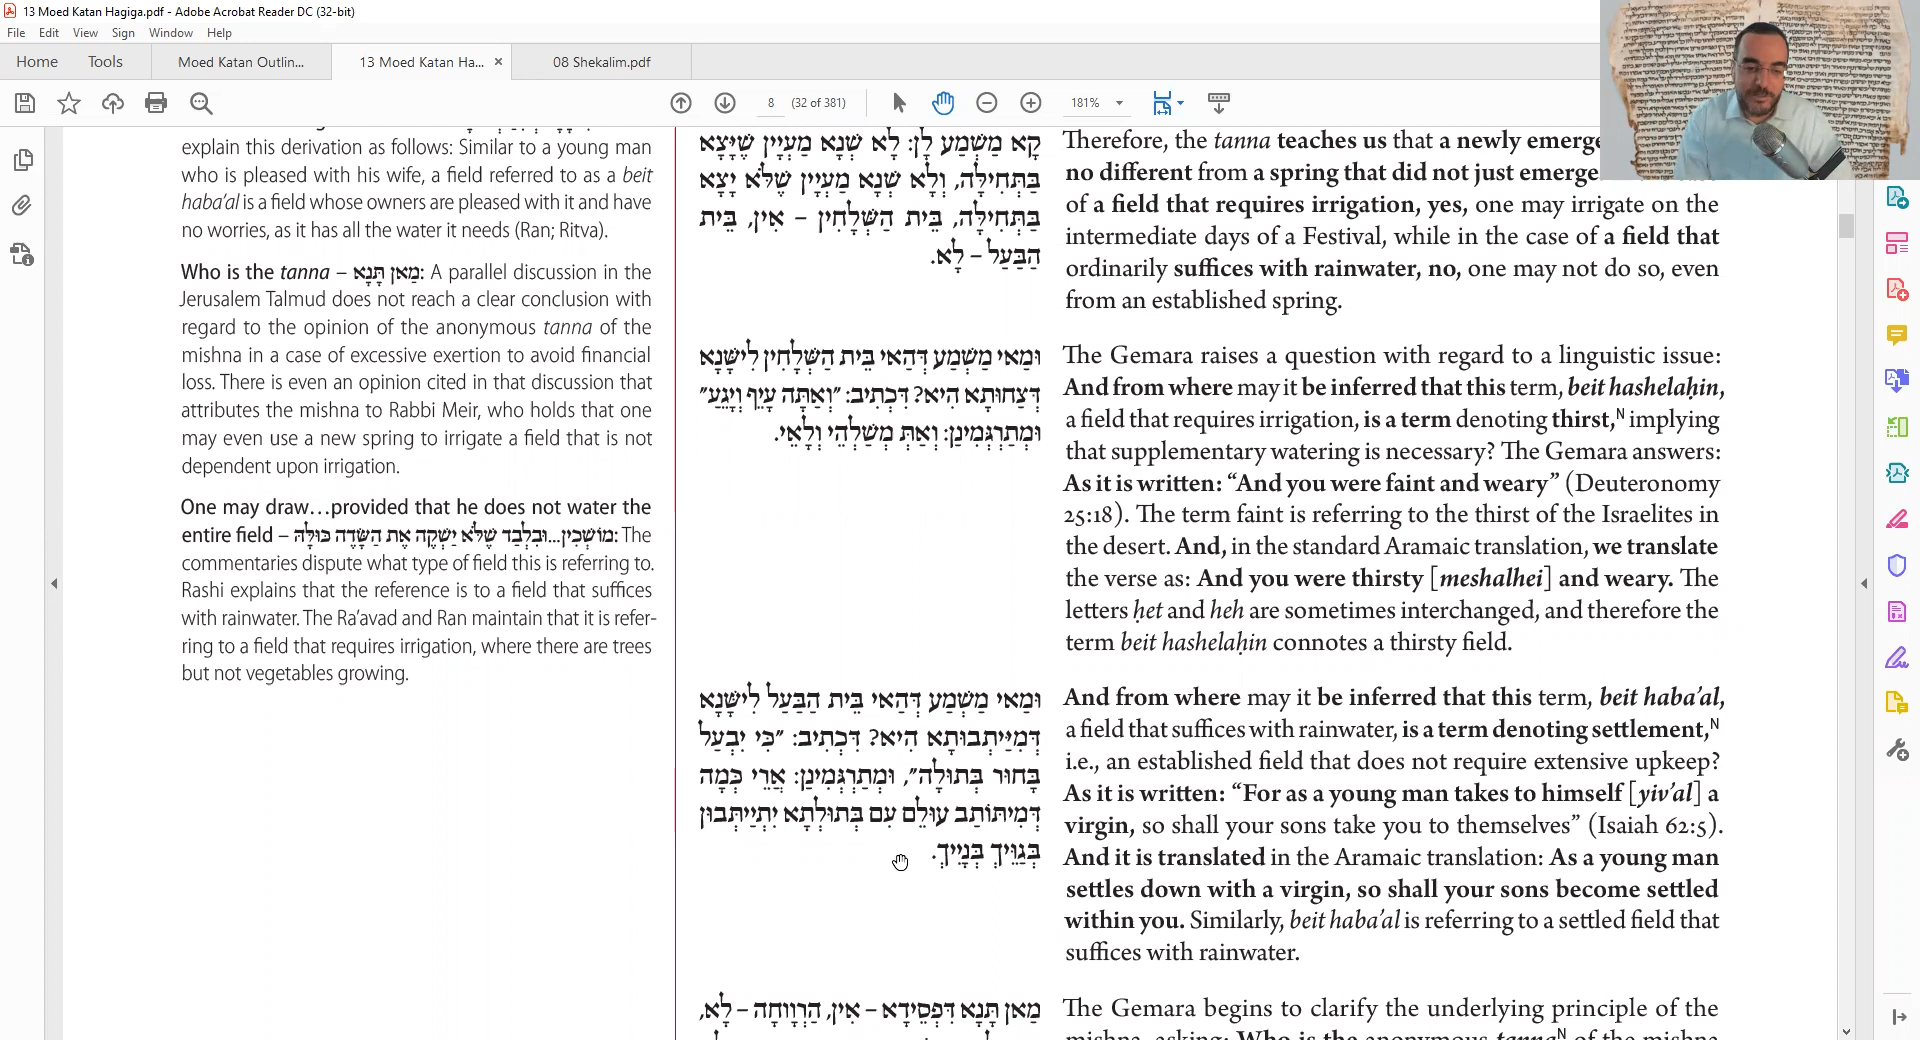 13 Moed Katan Hagiga.pdf - Adobe Acrobat Reader DC (32-bit)
File Edit View Sign Window Help
Home Tools Moed Katan Outlin... 13 Moed Katan Ha... × 08 Shekalim.pdf
8 (32 of 381) 181%
explain this derivation as follows: Similar to a young man
who is pleased with his wife, a field referred to as a beit
haba'al is a field whose owners are pleased with it and have
no worries, as it has all the water it needs (Ran; Ritva).
Who is the tanna – מַאן תָּנָא: A parallel discussion in the
Jerusalem Talmud does not reach a clear conclusion with
regard to the opinion of the anonymous tanna of the
mishna in a case of excessive exertion to avoid financial
loss. There is even an opinion cited in that discussion that
attributes the mishna to Rabbi Meir, who holds that one
may even use a new spring to irrigate a field that is not
dependent upon irrigation.
One may draw…provided that he does not water the
entire field – מוֹשְׁכִין...וּבִלְבַד שֶׁלֹּא יַשְׁקֶה אֶת הַשָּׂדֶה כּוּלָּהּ: The
commentaries dispute what type of field this is referring to.
Rashi explains that the reference is to a field that suffices
with rainwater. The Ra'avad and Ran maintain that it is refer-
ring to a field that requires irrigation, where there are trees
but not vegetables growing.
קָא מַשְׁמַע לָן: לָא שְׁנָא מַעְיָין שֶׁיָּצָא
בַּתְּחִילָּה, וְלָא שְׁנָא מַעְיָין שֶׁלֹּא יָצָא
בַּתְּחִילָּה, בֵּית הַשְּׁלָחִין – אִין, בֵּית
הַבַּעַל – לָא.
וּמַאי מַשְׁמַע דְּהַאי בֵּית הַשְּׁלָחִין לִישָּׁנָא
דְּצַחוּתָא הִיא? דִּכְתִיב: ״וְאַתָּה עָיֵף וְיָגֵעַ״
וּמְתַרְגְּמִינַן: וְאַתְּ מְשַׁלְהֵי וְלָאֵי.
וּמַאי מַשְׁמַע דְּהַאי בֵּית הַבַּעַל לִישָּׁנָא
דְּמִיַּיתְבוּתָא הִיא? דִּכְתִיב: ״כִּי יִבְעַל
בָּחוּר בְּתוּלָה״, וּמְתַרְגְּמִינַן: אֲרֵי כְּמָה
דְּמִיתּוֹתַב עוּלֵם עִם בְּתוּלְתָּא יִתְיַיתְּבוּן
בְּגַוַּיִךְ בְּנָיֵיךְ.
מַאן תָּנָא דִּפְסֵידָא – אִין, הַרְוָוחָה – לָא,
Therefore, the tanna teaches us that a newly emerge
no different from a spring that did not just emerge
of a field that requires irrigation, yes, one may irrigate on the
intermediate days of a Festival, while in the case of a field that
ordinarily suffices with rainwater, no, one may not do so, even
from an established spring.
The Gemara raises a question with regard to a linguistic issue:
And from where may it be inferred that this term, beit hashelaḥin,
a field that requires irrigation, is a term denoting thirst,ᴺ implying
that supplementary watering is necessary? The Gemara answers:
As it is written: “And you were faint and weary” (Deuteronomy
25:18). The term faint is referring to the thirst of the Israelites in
the desert. And, in the standard Aramaic translation, we translate
the verse as: And you were thirsty [meshalhei] and weary. The
letters ḥet and heh are sometimes interchanged, and therefore the
term beit hashelaḥin connotes a thirsty field.
And from where may it be inferred that this term, beit haba'al,
a field that suffices with rainwater, is a term denoting settlement,ᴺ
i.e., an established field that does not require extensive upkeep?
As it is written: “For as a young man takes to himself [yiv'al] a
virgin, so shall your sons take you to themselves” (Isaiah 62:5).
And it is translated in the Aramaic translation: As a young man
settles down with a virgin, so shall your sons become settled
within you. Similarly, beit haba'al is referring to a settled field that
suffices with rainwater.
The Gemara begins to clarify the underlying principle of the
mishna, asking: Who is the anonymous tannaᴺ of the mishna